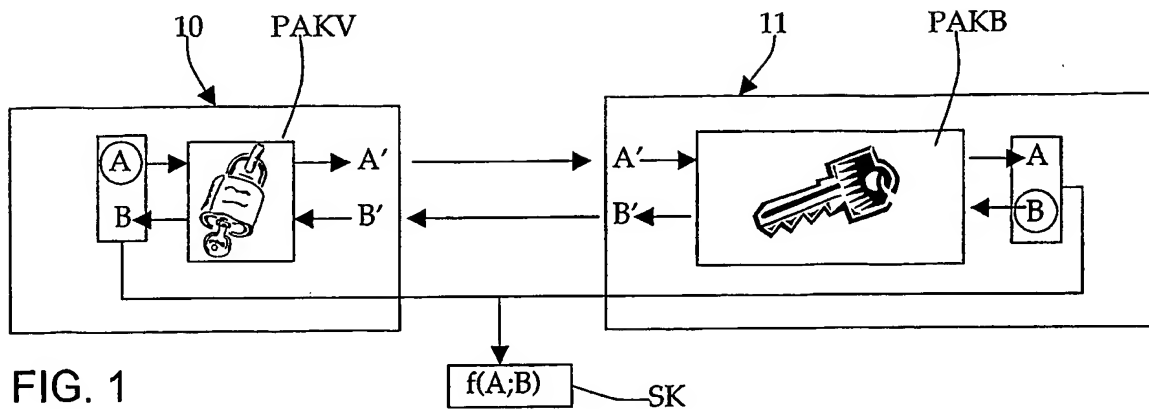 10 PAKV 11 PAKB
A A′ A′ A
B B′ B′ B
f(A;B) SK
FIG. 1